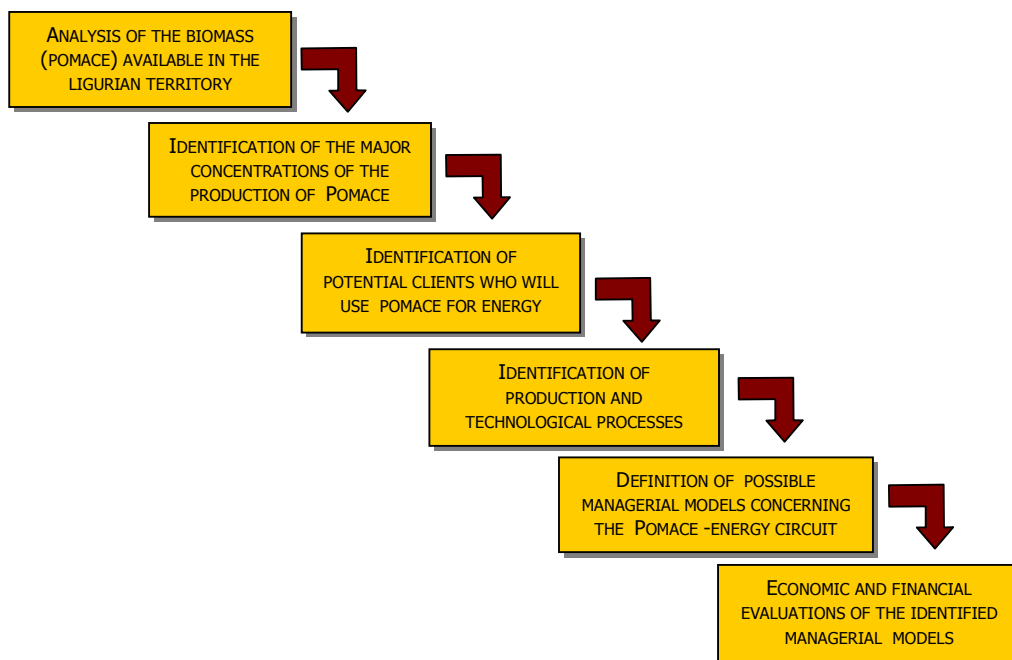 ANALYSIS OF THE BIOMASS
(POMACE) AVAILABLE IN THE
LIGURIAN TERRITORY
IDENTIFICATION OF THE MAJOR
CONCENTRATIONS OF THE
PRODUCTION OF POMACE
IDENTIFICATION OF
POTENTIAL CLIENTS WHO WILL
USE POMACE FOR ENERGY
IDENTIFICATION OF
PRODUCTION AND
TECHNOLOGICAL PROCESSES
DEFINITION OF POSSIBLE
MANAGERIAL MODELS CONCERNING
THE POMACE -ENERGY CIRCUIT
ECONOMIC AND FINANCIAL
EVALUATIONS OF THE IDENTIFIED
MANAGERIAL MODELS